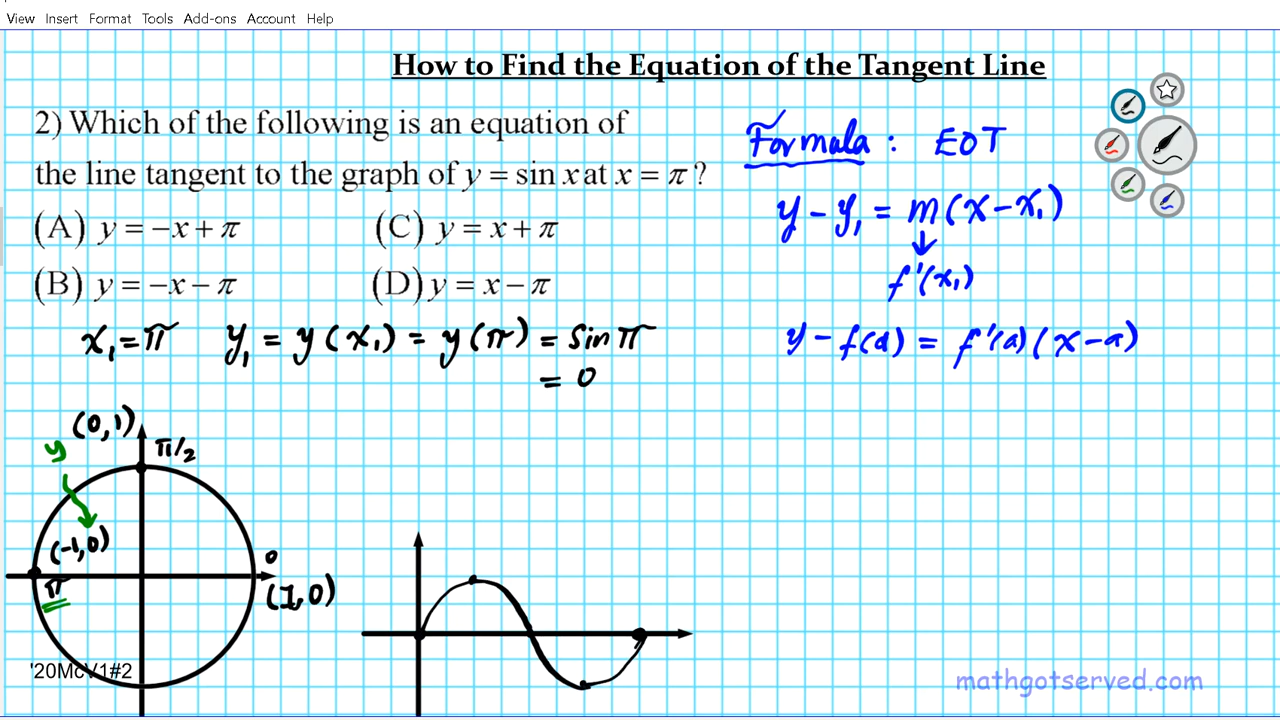 View Insert Format Tools Add-ons Account Help
How to Find the Equation of the Tangent Line
2) Which of the following is an equation of
the line tangent to the graph of y = sin x at x = π ?
(A) y = −x + π
(C) y = x + π
(B) y = −x − π
(D) y = x − π
x₁ = π y₁ = y(x₁) = y(π) = sin π
= 0
Formula : EOT
y − y₁ = m(x − x₁)
↓
f'(x₁)
y − f(a) = f'(a)(x − a)
(0,1)
π/2
y
(-1,0)
π
0
(1,0)
'20McV1#2
mathgotserved.com